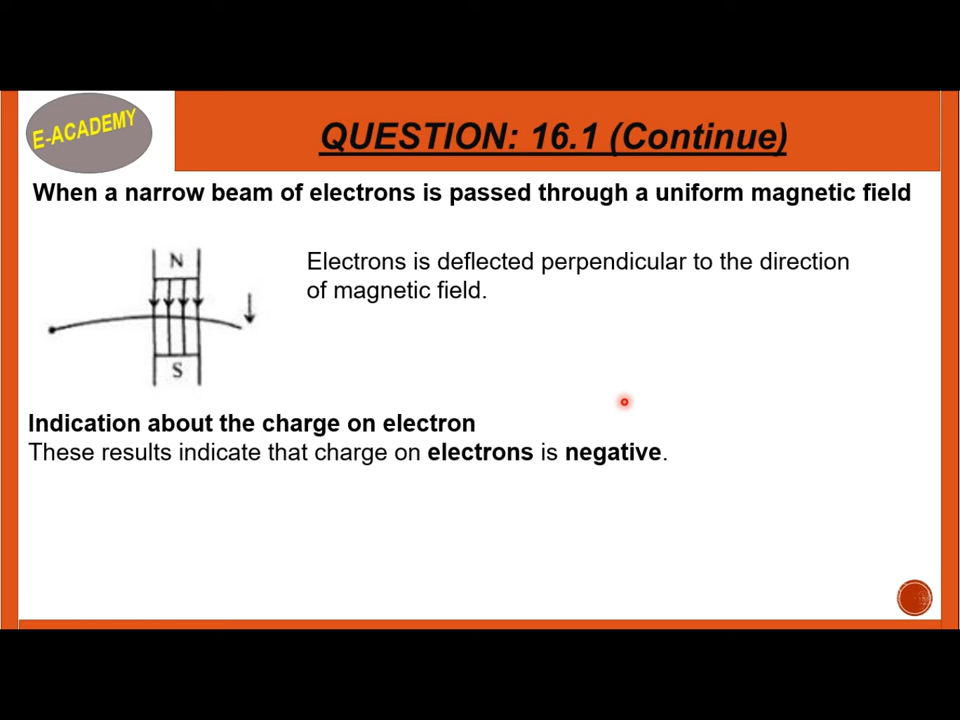 E-ACADEMY
QUESTION: 16.1 (Continue)
When a narrow beam of electrons is passed through a uniform magnetic field
N
Electrons is deflected perpendicular to the direction
of magnetic field.
S
Indication about the charge on electron
These results indicate that charge on electrons is negative.